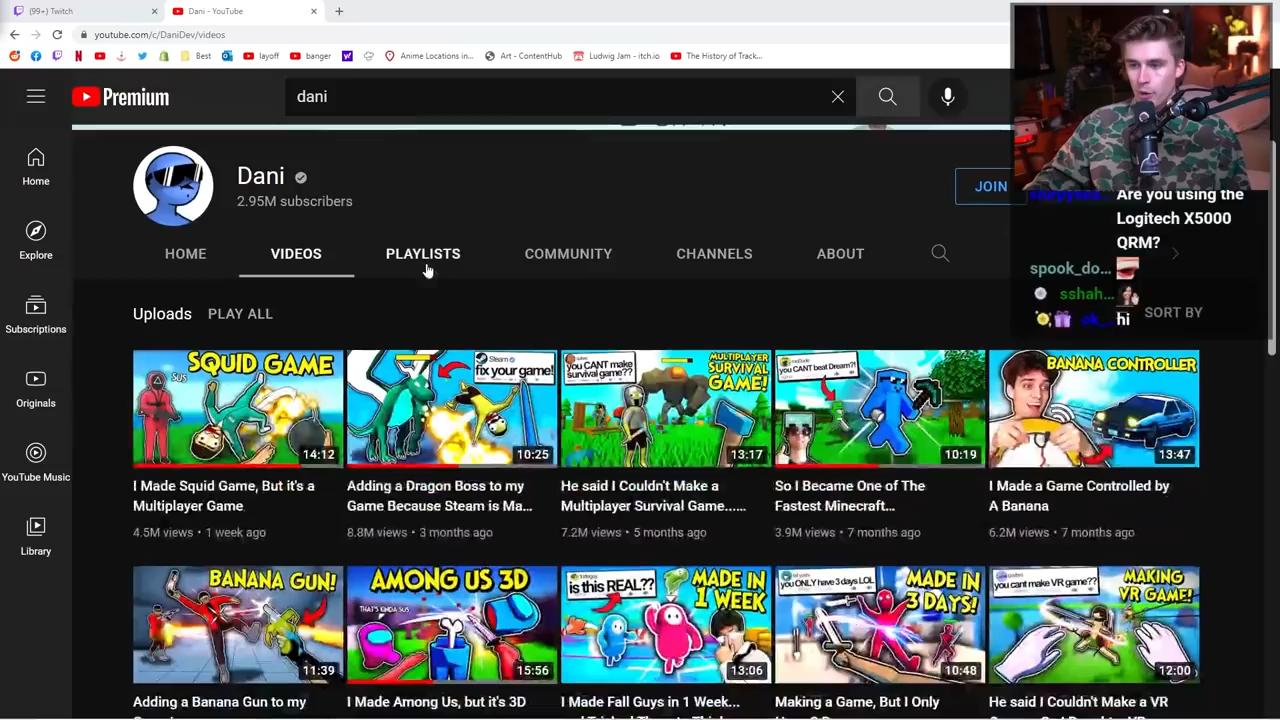 (99+) Twitch
Dani - YouTube
youtube.com/c/DaniDev/videos
Best
layoff
banger
Anime Locations in...
Art - ContentHub
Ludwig Jam - itch.io
The History of Track...
Premium
dani
Dani
2.95M subscribers
JOIN
Are you using the
Logitech X5000
QRM?
spook_do...
sshah...
hi
HOME
VIDEOS
PLAYLISTS
COMMUNITY
CHANNELS
ABOUT
Home
Explore
Subscriptions
Originals
YouTube Music
Library
Uploads
PLAY ALL
SORT BY
SQUID GAME
SUS
14:12
I Made Squid Game, But it's a
Multiplayer Game
4.5M views • 1 week ago
Steam
fix your game!
10:25
Adding a Dragon Boss to my
Game Because Steam is Ma...
8.8M views • 3 months ago
you CANT make
survival game??
MULTIPLAYER
SURVIVAL
GAME!
13:17
He said I Couldn't Make a
Multiplayer Survival Game......
7.2M views • 5 months ago
you CANT beat Dream?!
10:19
So I Became One of The
Fastest Minecraft...
3.9M views • 7 months ago
BANANA CONTROLLER
13:47
I Made a Game Controlled by
A Banana
6.2M views • 7 months ago
BANANA GUN!
11:39
Adding a Banana Gun to my
AMONG US 3D
THAT'S KINDA SUS
15:56
I Made Among Us, but it's 3D
is this REAL??
MADE IN
1 WEEK
13:06
I Made Fall Guys in 1 Week...
you ONLY have 3 days LOL
MADE IN
3 DAYS!
10:48
Making a Game, But I Only
you cant make VR game??
MAKING
VR GAME!
12:00
He said I Couldn't Make a VR